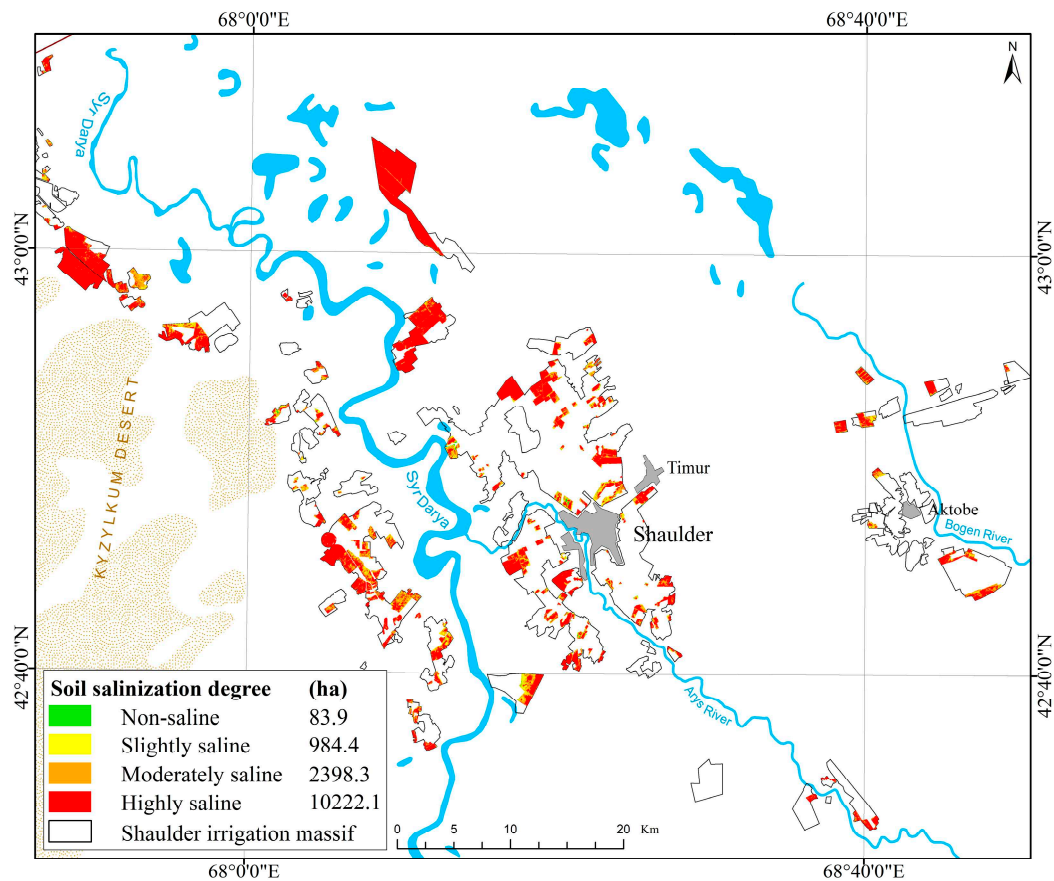 68°0'0"E 68°40'0"E
N
Syr Darya
43°0'0"N 43°0'0"N
KYZYLKUM DESERT
Timur
Syr Darya
Shaulder
Aktobe
Bogen River
42°40'0"N 42°40'0"N
Arys River
Soil salinization degree (ha)
Non-saline 83.9
Slightly saline 984.4
Moderately saline 2398.3
Highly saline 10222.1
Shaulder irrigation massif
0 5 10 20 Km
68°0'0"E 68°40'0"E